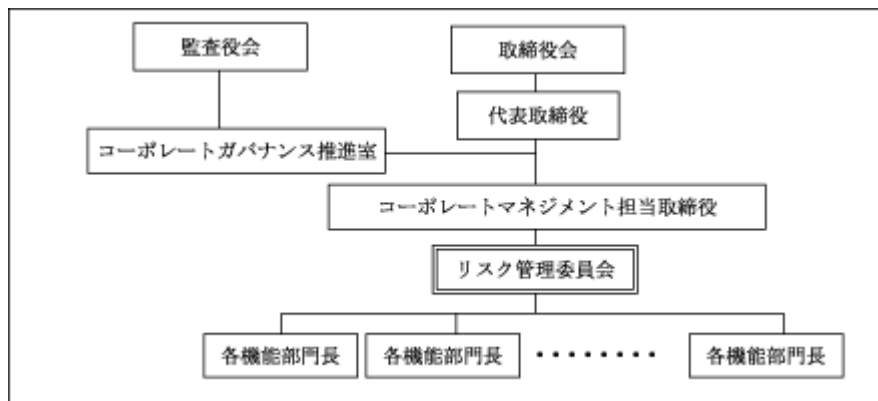 監査役会
取締役会
代表取締役
コーポレートガバナンス推進室
コーポレートマネジメント担当取締役
リスク管理委員会
各機能部門長
各機能部門長
・・・・・・・・
各機能部門長